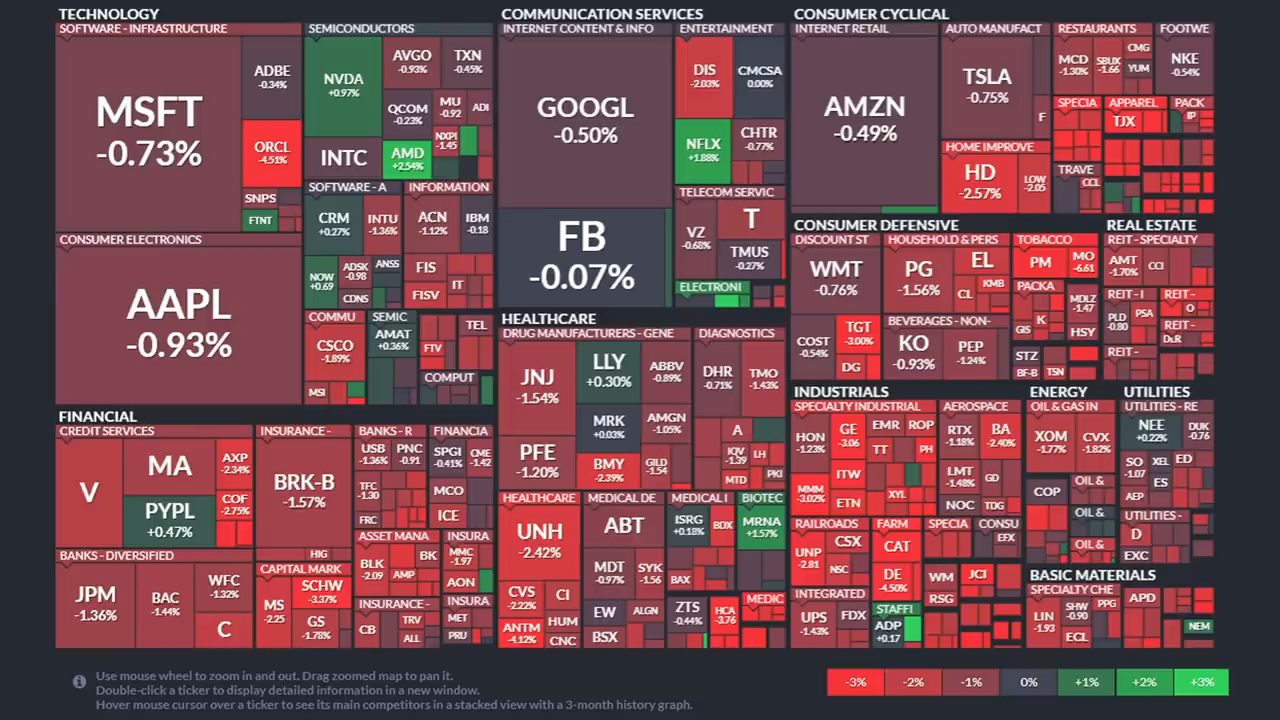 TECHNOLOGY
SOFTWARE - INFRASTRUCTURE
MSFT
-0.73%
ADBE
-0.34%
ORCL
-4.51%
SNPS
FTNT
CONSUMER ELECTRONICS
AAPL
-0.93%
SEMICONDUCTORS
NVDA
+0.97%
AVGO
-0.93%
TXN
-0.45%
QCOM
-0.23%
MU
-0.92
ADI
INTC
AMD
+2.54%
NXPI
-1.45
SOFTWARE - A
CRM
+0.27%
INTU
-1.36%
NOW
+0.69
ADSK
-0.98
ANSS
CDNS
INFORMATION
ACN
-1.12%
IBM
-0.18
FIS
IT
FISV
COMMU
CSCO
-1.89%
MSI
SEMIC
AMAT
+0.36%
FTV
TEL
COMPUT
COMMUNICATION SERVICES
INTERNET CONTENT & INFO
GOOGL
-0.50%
FB
-0.07%
ENTERTAINMENT
DIS
-2.03%
CMCSA
0.00%
NFLX
+1.88%
CHTR
-0.77%
TELECOM SERVIC
VZ
-0.68%
T
TMUS
-0.27%
ELECTRONI
CONSUMER CYCLICAL
INTERNET RETAIL
AMZN
-0.49%
AUTO MANUFACT
TSLA
-0.75%
F
HOME IMPROVE
HD
-2.57%
LOW
-2.05
RESTAURANTS
MCD
-1.30%
SBUX
-1.66
CMG
YUM
FOOTWE
NKE
-0.54%
SPECIA
APPAREL
TJX
PACK
IP
TRAVE
CCL
CONSUMER DEFENSIVE
DISCOUNT ST
WMT
-0.76%
COST
-0.54%
TGT
-3.00%
DG
HOUSEHOLD & PERS
PG
-1.56%
EL
CL
KMB
BEVERAGES - NON-
KO
-0.93%
PEP
-1.24%
TOBACCO
PM
MO
-6.61
PACKA
K
GIS
MDLZ
-1.47
HSY
STZ
BF-B
TSN
REAL ESTATE
REIT - SPECIALTY
AMT
-1.70%
CCI
REIT - I
PLD
-0.80
PSA
REIT -
O
REIT -
DLR
REIT -
HEALTHCARE
DRUG MANUFACTURERS - GENE
JNJ
-1.54%
LLY
+0.30%
ABBV
-0.89%
MRK
+0.03%
AMGN
-1.05%
PFE
-1.20%
BMY
-2.39%
GILD
-1.54
DIAGNOSTICS
DHR
-0.71%
TMO
-1.43%
A
IQV
-1.39
LH
MTD
PKI
HEALTHCARE
UNH
-2.42%
CVS
-2.22%
CI
ANTM
-4.12%
HUM
CNC
MEDICAL DE
ABT
MDT
-0.97%
SYK
-1.56
EW
ALGN
BSX
MEDICAL I
ISRG
+0.18%
BDX
BAX
ZTS
-0.44%
BIOTEC
MRNA
+1.57%
HCA
-3.76
MEDIC
FINANCIAL
CREDIT SERVICES
V
MA
AXP
-2.34%
PYPL
+0.47%
COF
-2.75%
BANKS - DIVERSIFIED
JPM
-1.36%
BAC
-1.44%
WFC
-1.32%
C
INSURANCE -
BRK-B
-1.57%
HIG
CAPITAL MARK
MS
-2.25
SCHW
-3.37%
GS
-1.78%
BANKS - R
USB
-1.36%
PNC
-0.91
TFC
-1.30
FRC
FINANCIA
SPGI
-0.41%
CME
-1.42
MCO
ICE
ASSET MANA
BLK
-2.09
BK
AMP
INSURA
MMC
-1.97
AON
INSURANCE -
CB
TRV
ALL
INSURA
MET
PRU
INDUSTRIALS
SPECIALTY INDUSTRIAL
HON
-1.23%
GE
-3.06
EMR
ROP
TT
PH
MMM
-3.02%
ITW
ETN
XYL
AEROSPACE
RTX
-1.18%
BA
-2.40%
LMT
-1.48%
GD
NOC
TDG
RAILROADS
UNP
-2.81
CSX
NSC
FARM
CAT
DE
-4.50%
SPECIA
CONSU
EFX
INTEGRATED
UPS
-1.43%
FDX
STAFFI
ADP
+0.17
WM
JCI
RSG
ENERGY
OIL & GAS IN
XOM
-1.77%
CVX
-1.82%
COP
OIL &
OIL &
OIL &
UTILITIES
UTILITIES - RE
NEE
+0.22%
DUK
-0.76
SO
-1.07
XEL
ED
ES
AEP
UTILITIES -
D
EXC
BASIC MATERIALS
SPECIALTY CHE
LIN
-1.93
SHW
-0.90
PPG
ECL
APD
NEM
Use mouse wheel to zoom in and out. Drag zoomed map to pan it.
Double-click a ticker to display detailed information in a new window.
Hover mouse cursor over a ticker to see its main competitors in a stacked view with a 3-month history graph.
-3%
-2%
-1%
0%
+1%
+2%
+3%